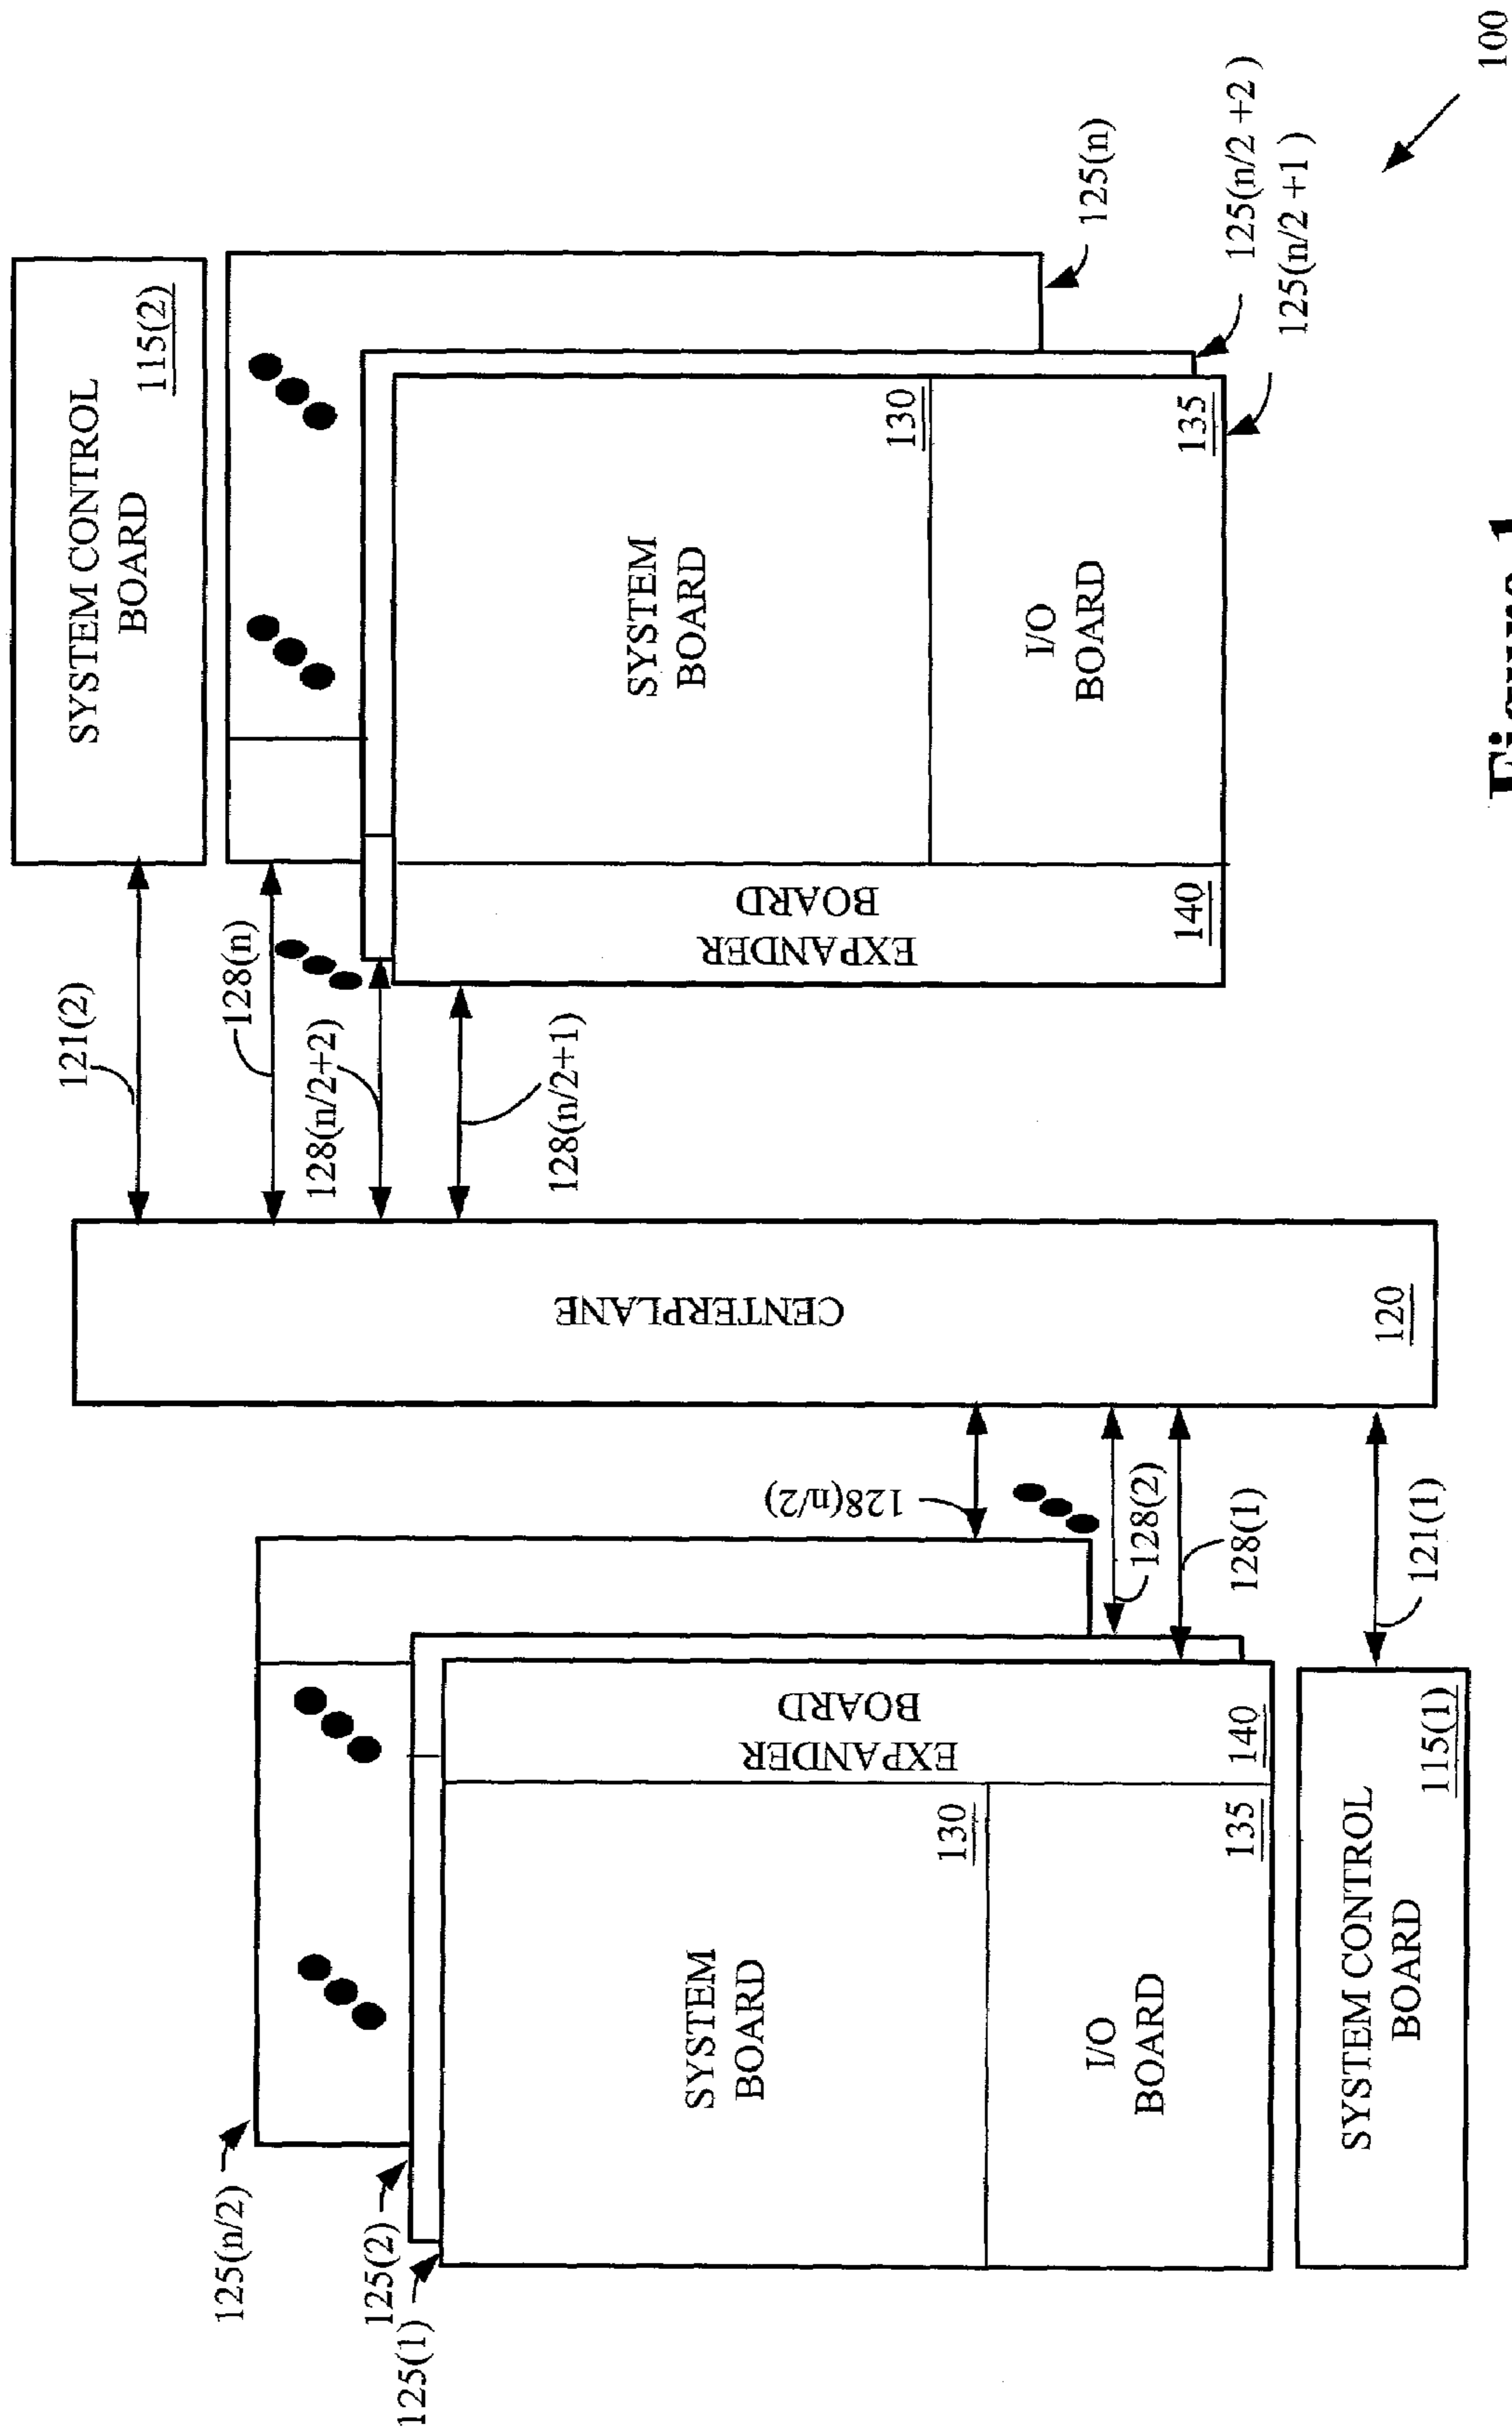 125(n/2)
125(2)
125(1)
SYSTEM
BOARD
130
I/O
BOARD
135
EXPANDER
BOARD
140
SYSTEM CONTROL
BOARD
115(1)
128(n/2)
128(2)
128(1)
121(1)
CENTERPLANE
120
121(2)
128(n)
128(n/2+2)
128(n/2+1)
SYSTEM CONTROL
BOARD
115(2)
EXPANDER
BOARD
140
SYSTEM
BOARD
130
I/O
BOARD
135
125(n)
125(n/2 +2 )
125(n/2 +1 )
100
Figure 1